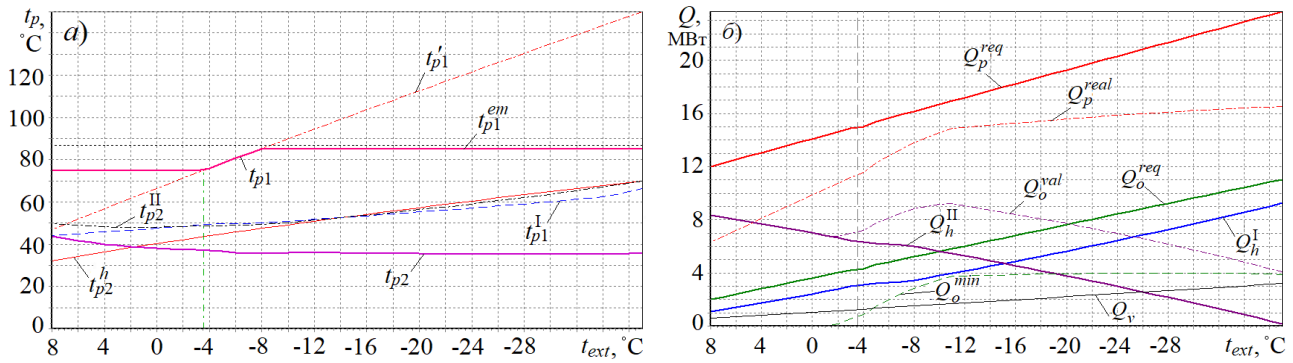 t_p, °C
а)
120
100
80
60
40
20
0
8 4 0 -4 -8 -12 -16 -20 -24 -28 t_ext, °C
t'_p1
t^em_p1
t_p1
t^II_p2
t^I_p1
t^h_p2
t_p2
Q, МВт
б)
20
16
12
8
4
0
8 4 0 -4 -8 -12 -16 -20 -24 -28 t_ext, °C
Q^req_p
Q^real_p
Q^val_o
Q^req_o
Q^II_h
Q^I_h
Q^min_o
Q_v